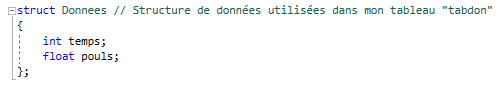 struct Donnees // Structure de données utilisées dans mon tableau "tabdon"
{
    int temps;
    float pouls;
};